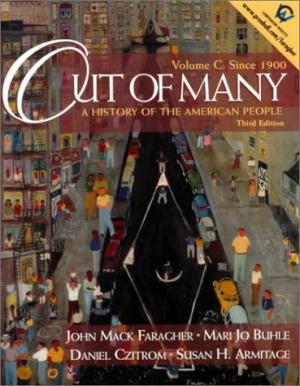 www.prenhall.com/faragher
Volume C: Since 1900
OUT OF MANY
A HISTORY OF THE AMERICAN PEOPLE
Third Edition
JOHN MACK FARAGHER • MARI JO BUHLE
DANIEL CZITROM • SUSAN H. ARMITAGE